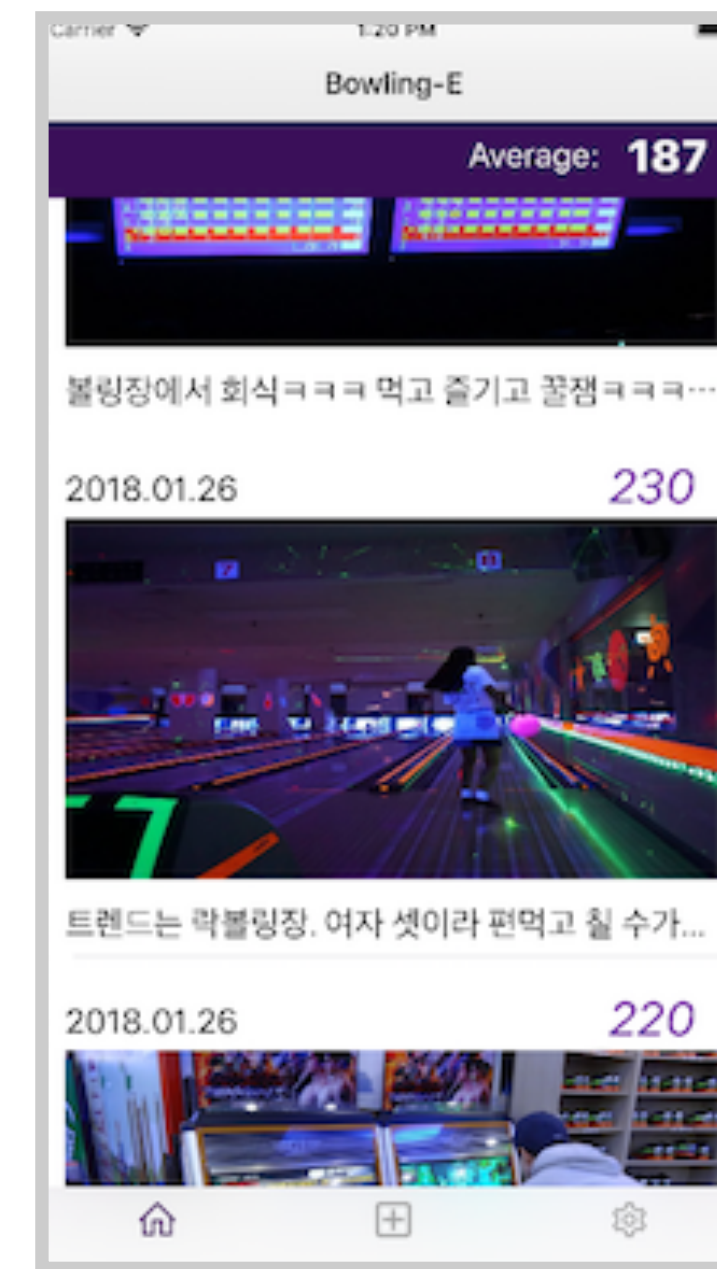 Carrier 1:20 PM
Bowling-E
Average: 187
볼링장에서 회식ㅋㅋㅋ 먹고 즐기고 꿀잼ㅋㅋㅋ…
2018.01.26 230
7
트렌드는 락볼링장. 여자 셋이라 편먹고 칠 수가...
2018.01.26 220